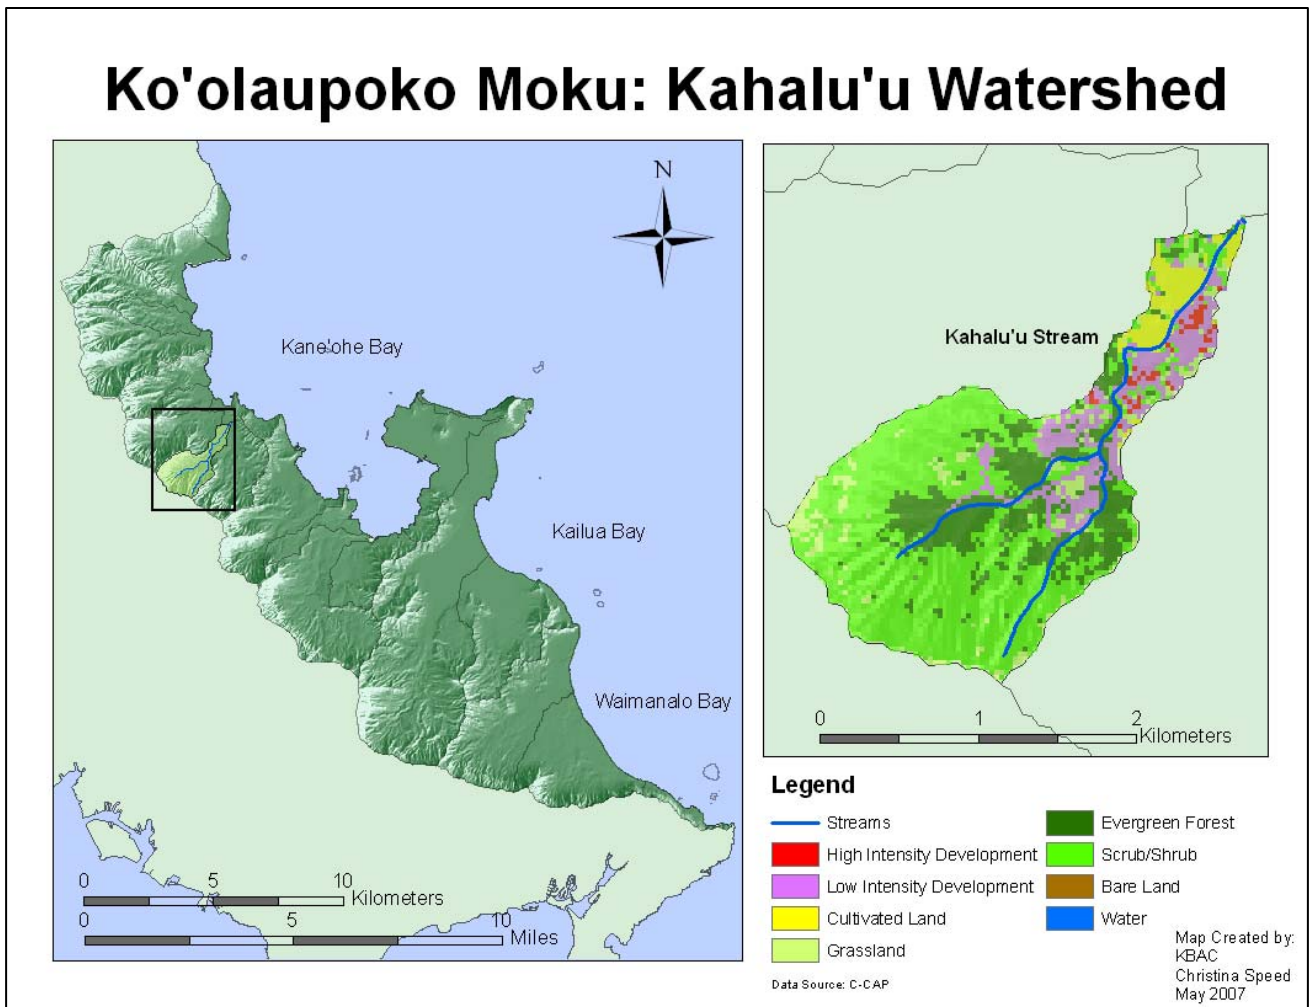 Ko'olaupoko Moku: Kahalu'u Watershed
N
Kane'ohe Bay
Kailua Bay
Waimanalo Bay
0 5 10
Kilometers
0 5 10
Miles
Kahalu'u Stream
0 1 2
Kilometers
Legend
Streams
High Intensity Development
Low Intensity Development
Cultivated Land
Grassland
Evergreen Forest
Scrub/Shrub
Bare Land
Water
Data Source: C-CAP
Map Created by:
KBAC
Christina Speed
May 2007